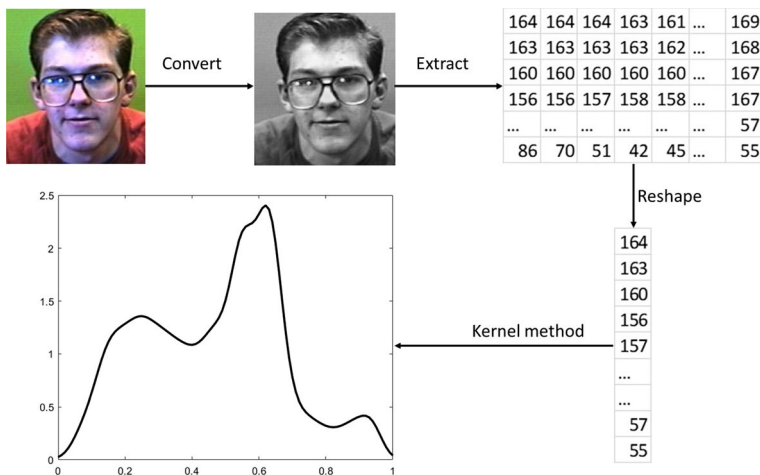 Convert
Extract
164 164 164 163 161 ... 169
163 163 163 163 162 ... 168
160 160 160 160 160 ... 167
156 156 157 158 158 ... 167
... ... ... ... ... ... 57
86 70 51 42 45 ... 55
Reshape
164
163
160
156
157
...
...
57
55
Kernel method
2.5
2
1.5
1
0.5
0
0 0.2 0.4 0.6 0.8 1